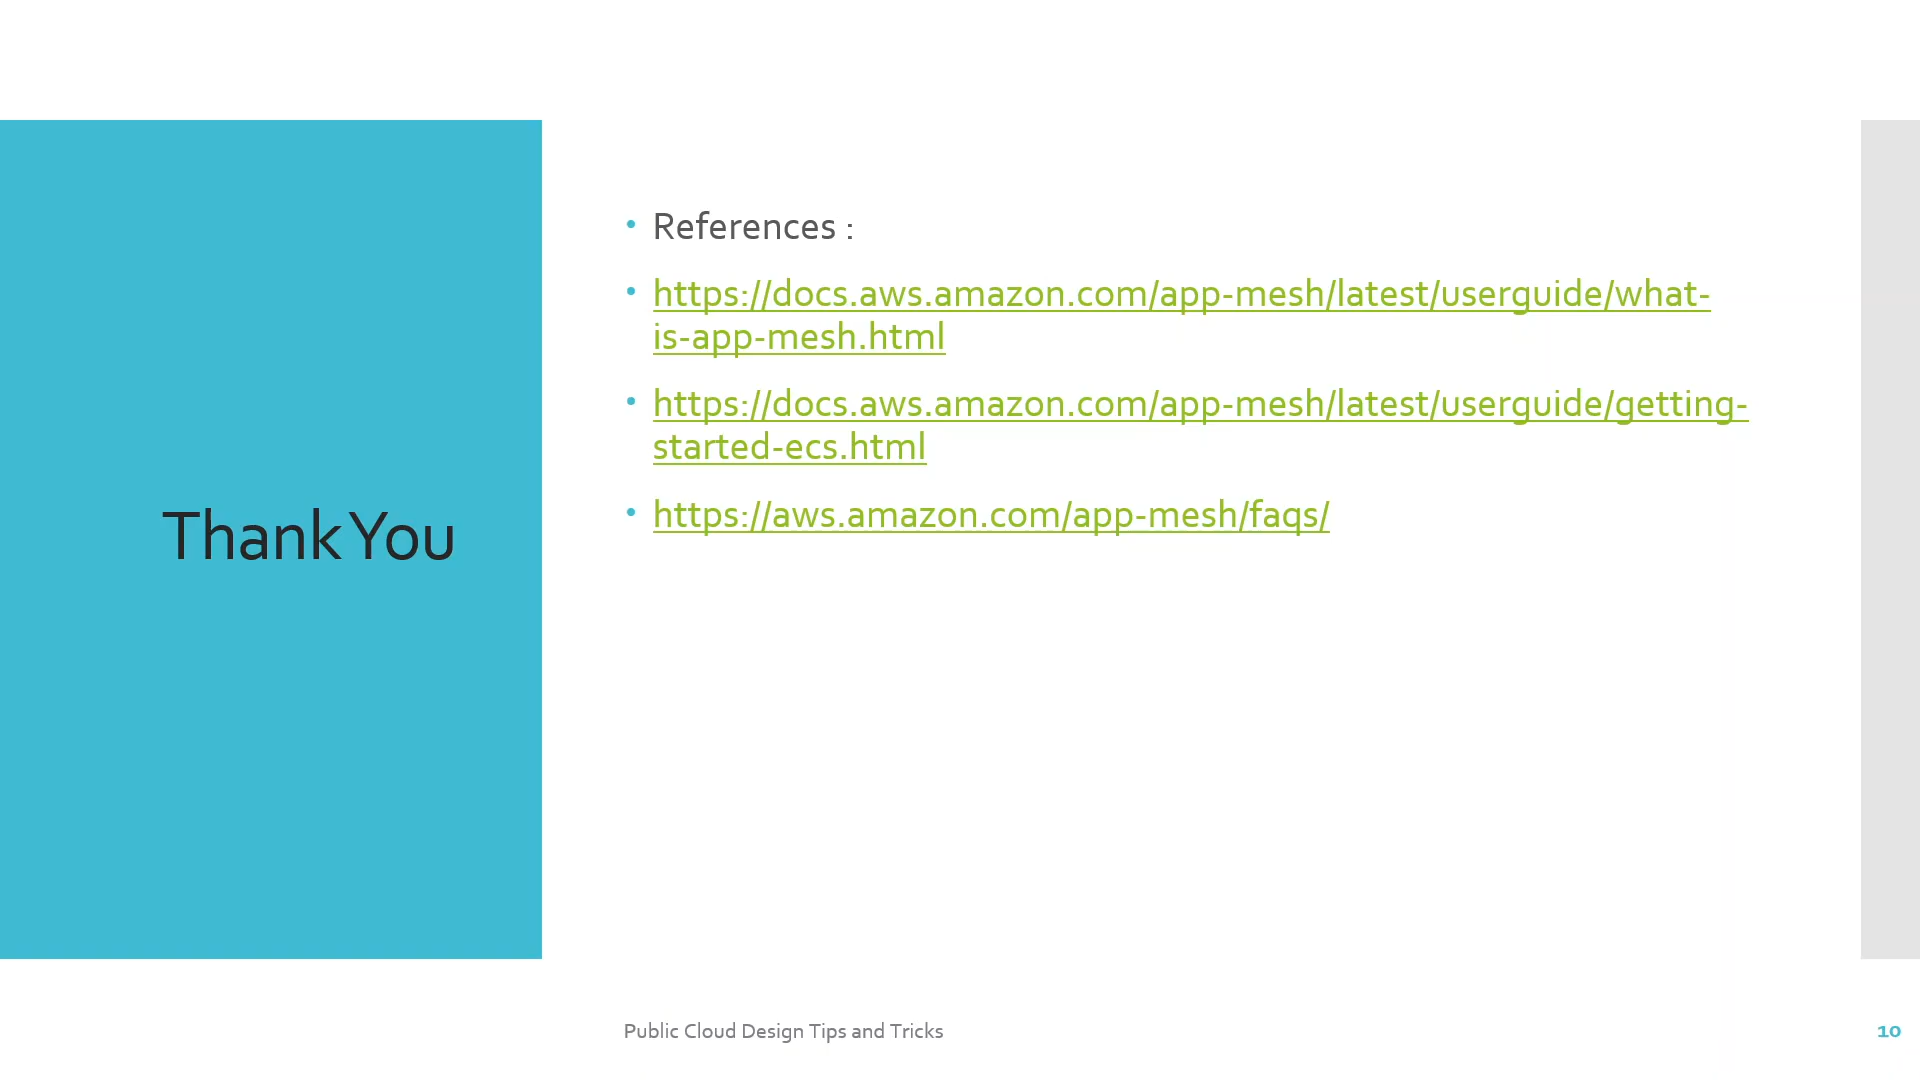 Thank You
References :
https://docs.aws.amazon.com/app-mesh/latest/userguide/what-
is-app-mesh.html
https://docs.aws.amazon.com/app-mesh/latest/userguide/getting-
started-ecs.html
https://aws.amazon.com/app-mesh/faqs/
Public Cloud Design Tips and Tricks
10